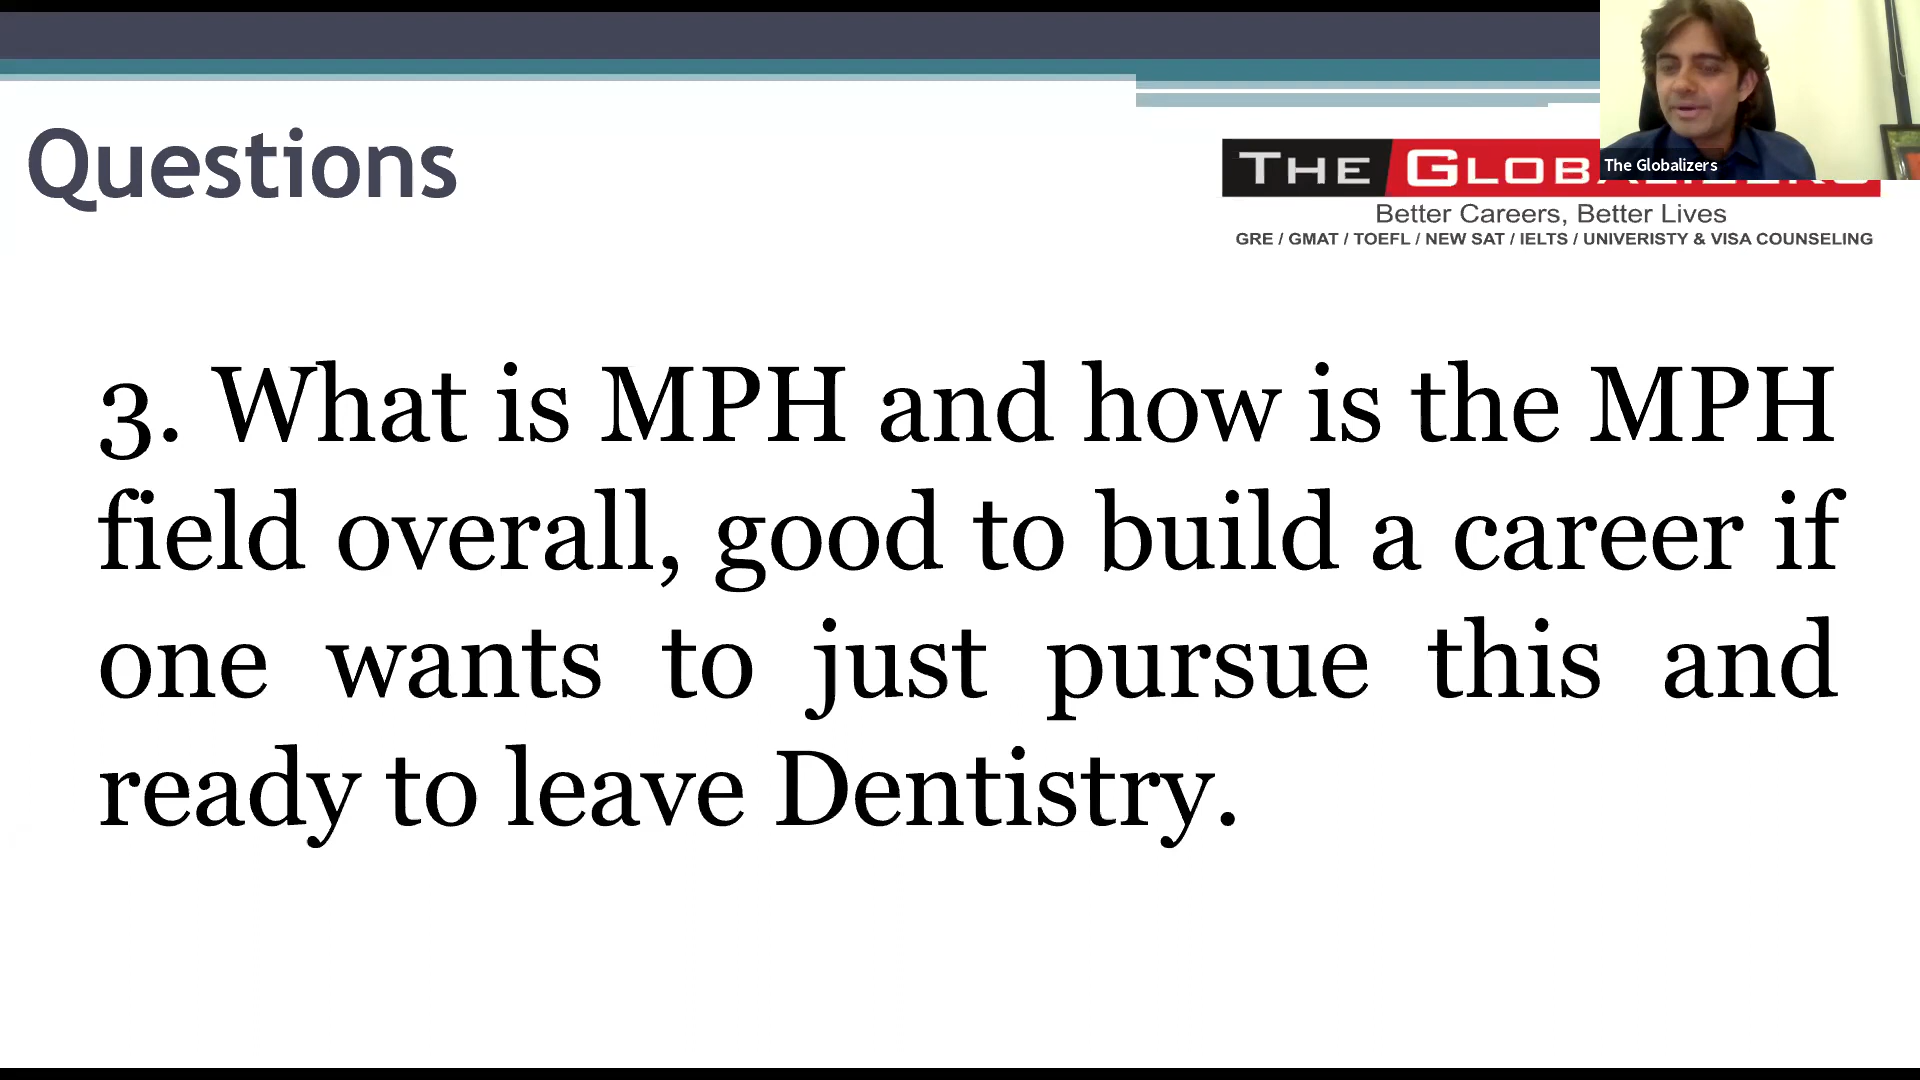 Questions
THE GLOB
The Globalizers
Better Careers, Better Lives
GRE / GMAT / TOEFL / NEW SAT / IELTS / UNIVERISTY & VISA COUNSELING
3. What is MPH and how is the MPH
field overall, good to build a career if
one wants to just pursue this and
ready to leave Dentistry.